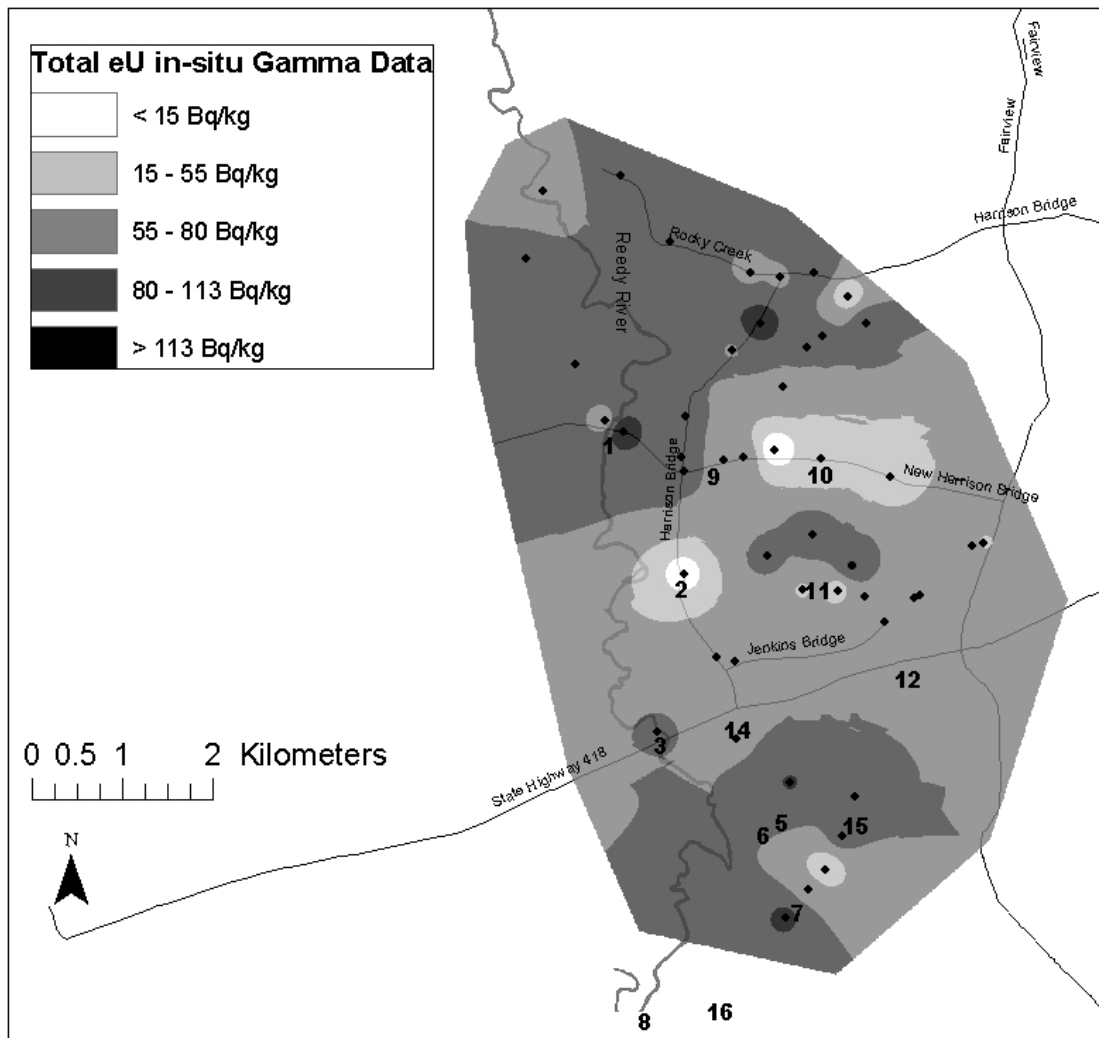 Total eU in-situ Gamma Data
< 15 Bq/kg
15 - 55 Bq/kg
55 - 80 Bq/kg
80 - 113 Bq/kg
> 113 Bq/kg
Fairview
Fairview
Harrison Bridge
Rocky Creek
Reedy River
1
Harrison Bridge
9
10
New Harrison Bridge
2
11
Jenkins Bridge
12
3
14
State Highway 418
0 0.5 1 2 Kilometers
N
5
6
15
7
8
16